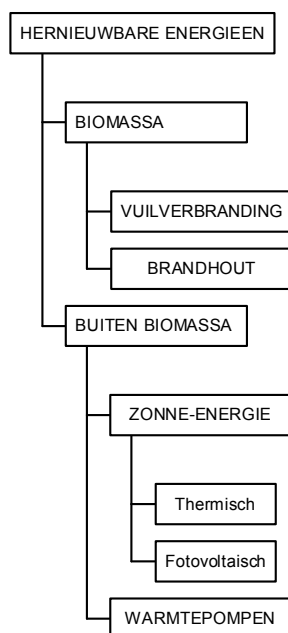 HERNIEUWBARE ENERGIEEN
BIOMASSA
VUILVERBRANDING
BRANDHOUT
BUITEN BIOMASSA
ZONNE-ENERGIE
Thermisch
Fotovoltaisch
WARMTEPOMPEN